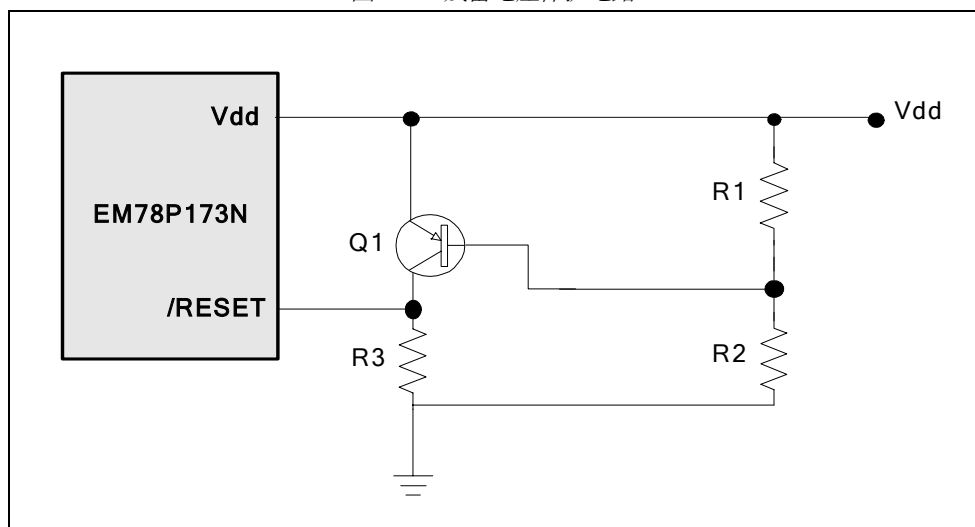 Vdd
Vdd
R1
EM78P173N
Q1
/RESET
R3
R2